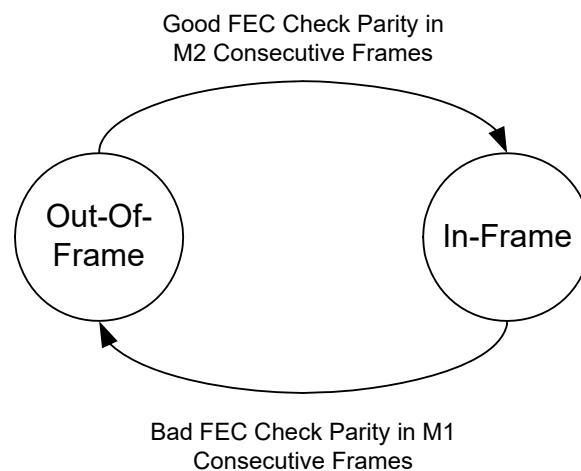 Good FEC Check Parity in
M2 Consecutive Frames
Out-Of-
Frame
In-Frame
Bad FEC Check Parity in M1
Consecutive Frames